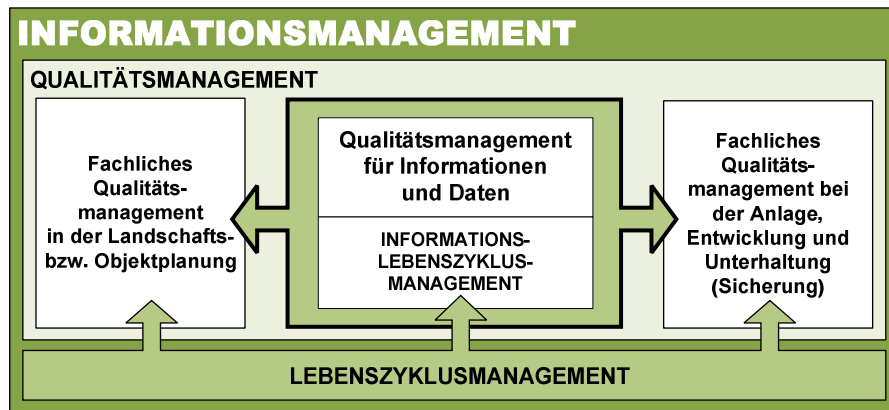 INFORMATIONSMANAGEMENT
QUALITÄTSMANAGEMENT
Fachliches
Qualitäts-
management
in der Landschafts-
bzw. Objektplanung
Qualitätsmanagement
für Informationen
und Daten
INFORMATIONS-
LEBENSZYKLUS-
MANAGEMENT
Fachliches
Qualitäts-
management bei
der Anlage,
Entwicklung und
Unterhaltung
(Sicherung)
LEBENSZYKLUSMANAGEMENT